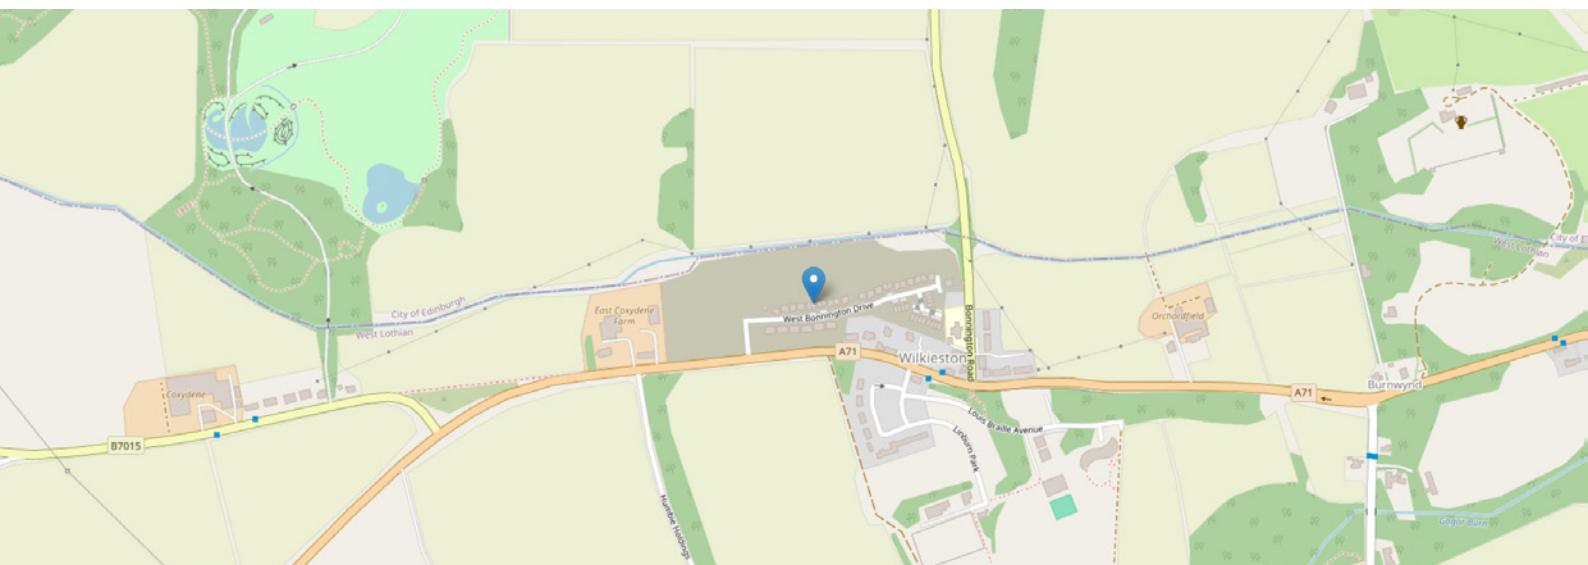 City of E
West Lothian
City of Edinburgh
West Lothian
East Coxydene
Farm
West Bonnington Drive
Bonnington Road
Orchardfield
A71
Wilkieston
Burnwynd
Coxydene
A71
Louis Braille Avenue
Linburn Park
B7015
Humbie Holdings
Gogar Burn